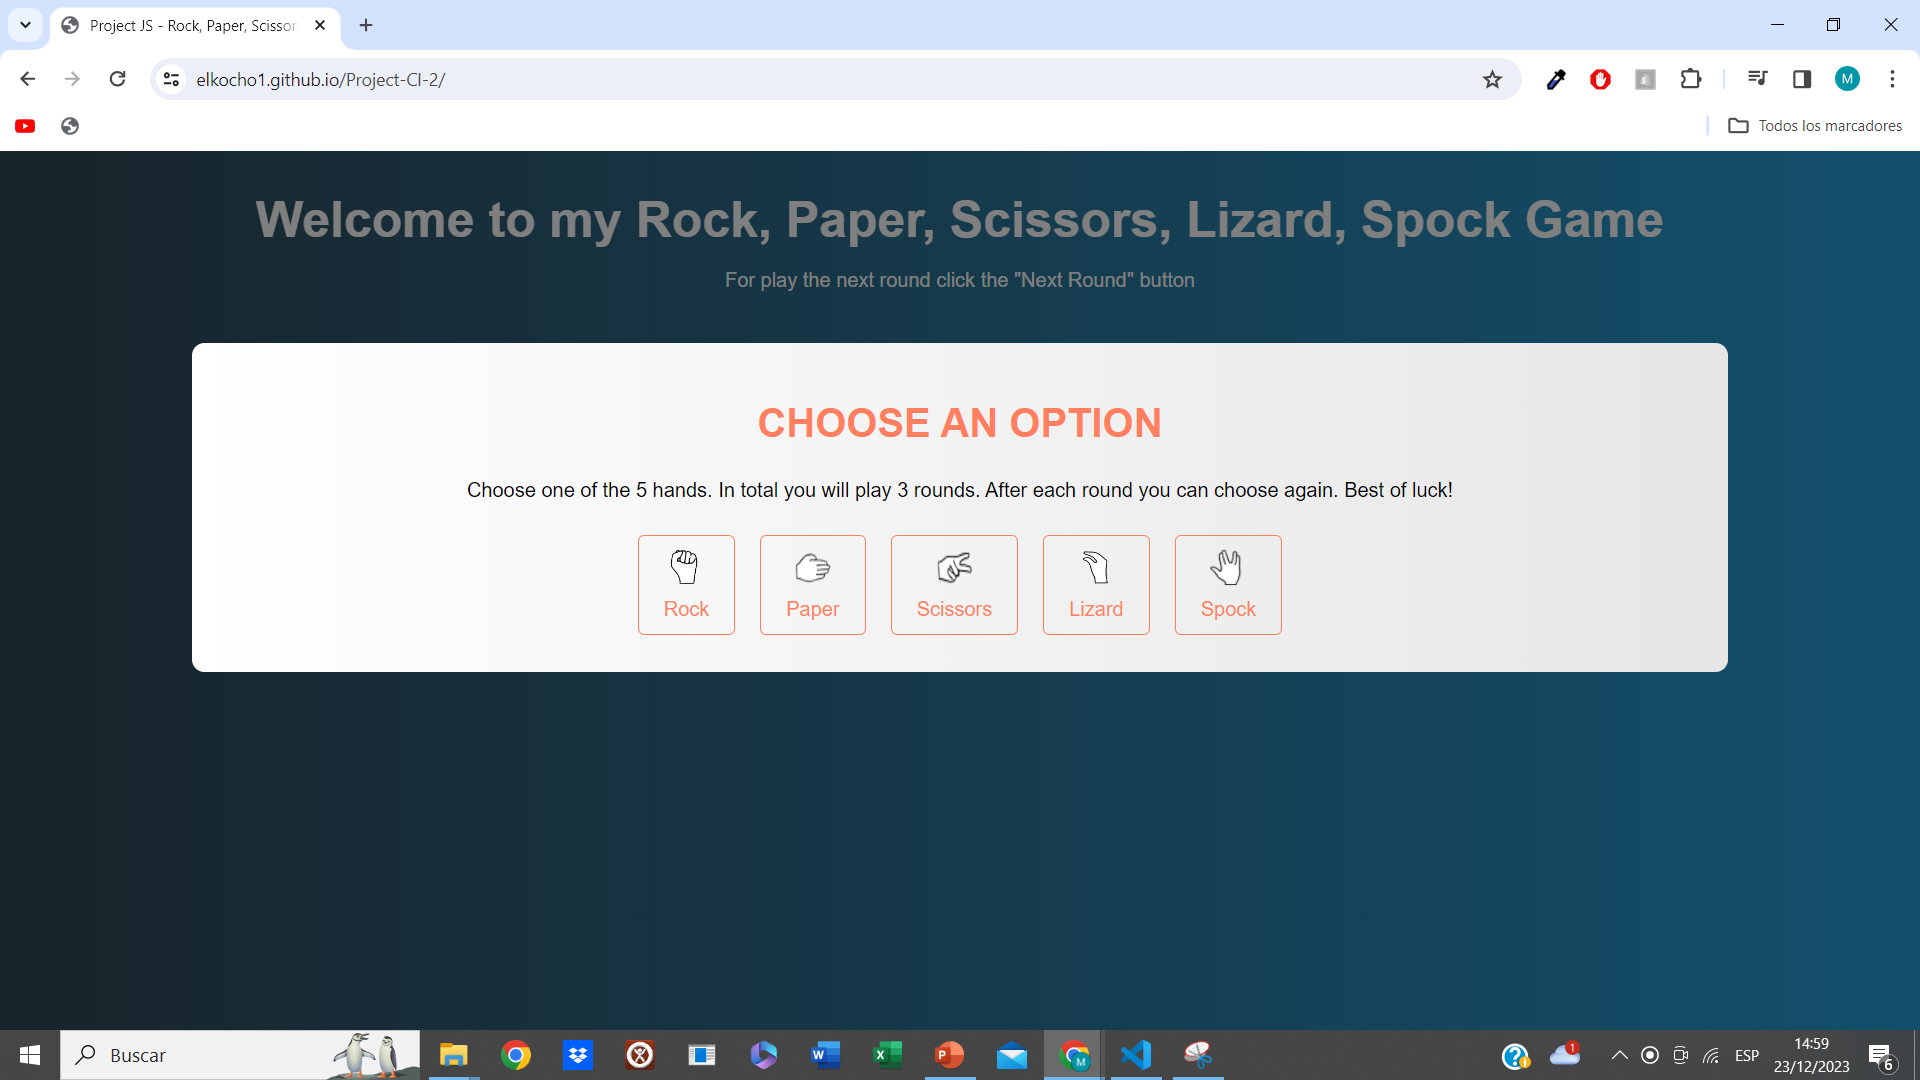 Project JS - Rock, Paper, Scissor
elkocho1.github.io/Project-CI-2/
M
Todos los marcadores
Welcome to my Rock, Paper, Scissors, Lizard, Spock Game
For play the next round click the "Next Round" button
CHOOSE AN OPTION
Choose one of the 5 hands. In total you will play 3 rounds. After each round you can choose again. Best of luck!
Rock Paper Scissors Lizard Spock
Buscar
W
X
P
M
1
ESP
14:59
23/12/2023
6